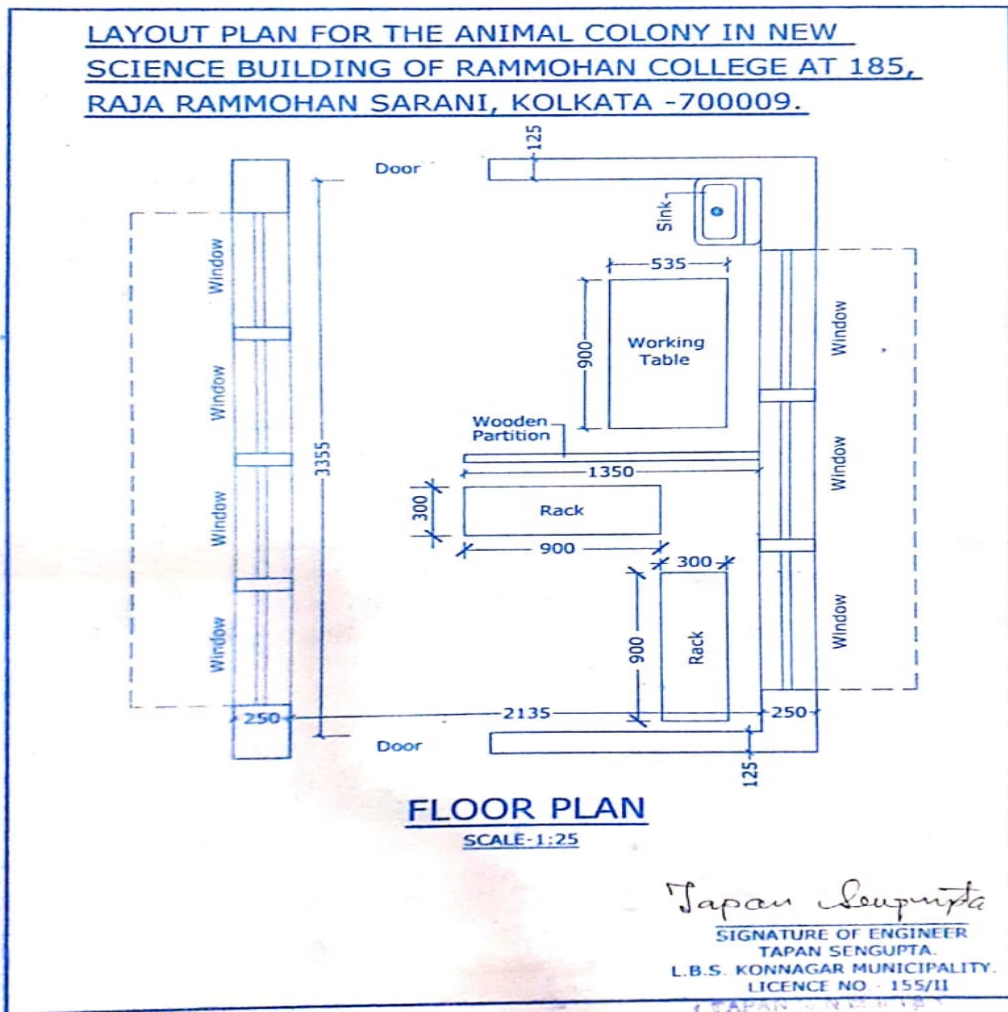 LAYOUT PLAN FOR THE ANIMAL COLONY IN NEW
SCIENCE BUILDING OF RAMMOHAN COLLEGE AT 185,
RAJA RAMMOHAN SARANI, KOLKATA -700009.
125
Door
Sink
Window
Window
Window
Window
3355
535
900
Working
Table
Window
Window
Window
Wooden
Partition
1350
300
Rack
900
300
900
Rack
250
2135
250
Door
125
FLOOR PLAN
SCALE-1:25
Tapan Sengupta
SIGNATURE OF ENGINEER
TAPAN SENGUPTA.
L.B.S. KONNAGAR MUNICIPALITY.
LICENCE NO - 155/II